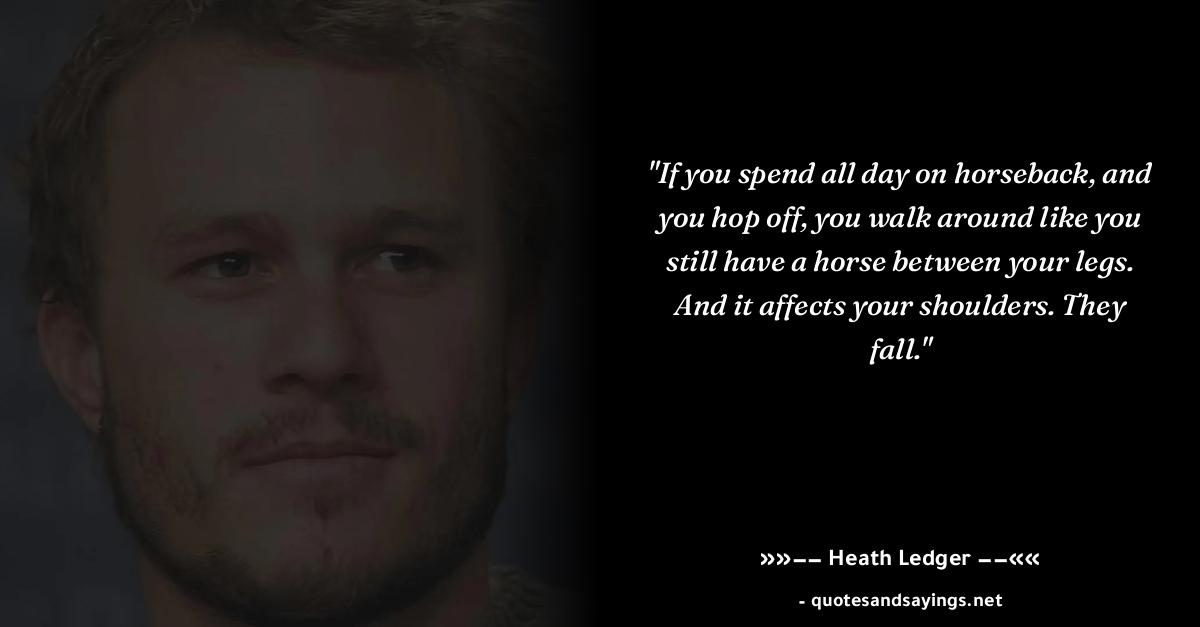 "If you spend all day on horseback, and
you hop off, you walk around like you
still have a horse between your legs.
And it affects your shoulders. They
fall."
»»−− Heath Ledger −−««
- quotesandsayings.net